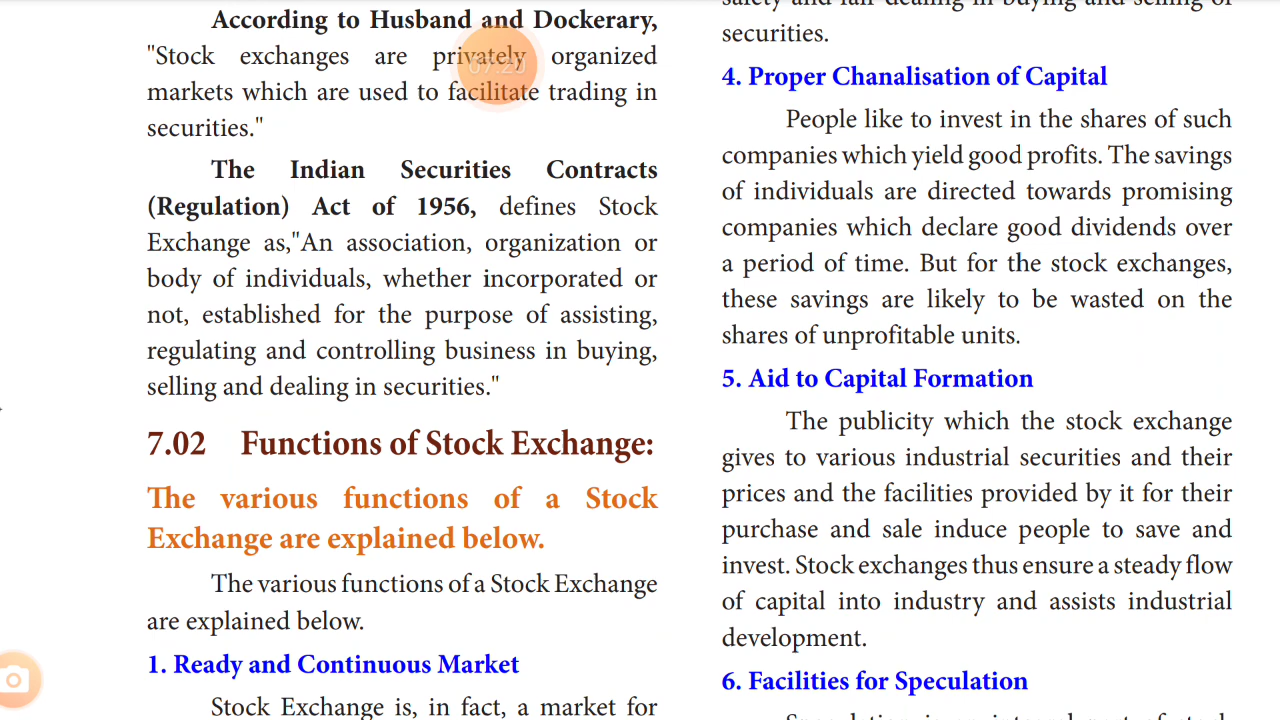 According to Husband and Dockerary,
"Stock exchanges are privately organized
markets which are used to facilitate trading in
securities."
The Indian Securities Contracts
(Regulation) Act of 1956, defines Stock
Exchange as,"An association, organization or
body of individuals, whether incorporated or
not, established for the purpose of assisting,
regulating and controlling business in buying,
selling and dealing in securities."
7.02 Functions of Stock Exchange:
The various functions of a Stock
Exchange are explained below.
The various functions of a Stock Exchange
are explained below.
1. Ready and Continuous Market
Stock Exchange is, in fact, a market for
safety and fair dealing in buying and selling of
securities.
4. Proper Chanalisation of Capital
People like to invest in the shares of such
companies which yield good profits. The savings
of individuals are directed towards promising
companies which declare good dividends over
a period of time. But for the stock exchanges,
these savings are likely to be wasted on the
shares of unprofitable units.
5. Aid to Capital Formation
The publicity which the stock exchange
gives to various industrial securities and their
prices and the facilities provided by it for their
purchase and sale induce people to save and
invest. Stock exchanges thus ensure a steady flow
of capital into industry and assists industrial
development.
6. Facilities for Speculation